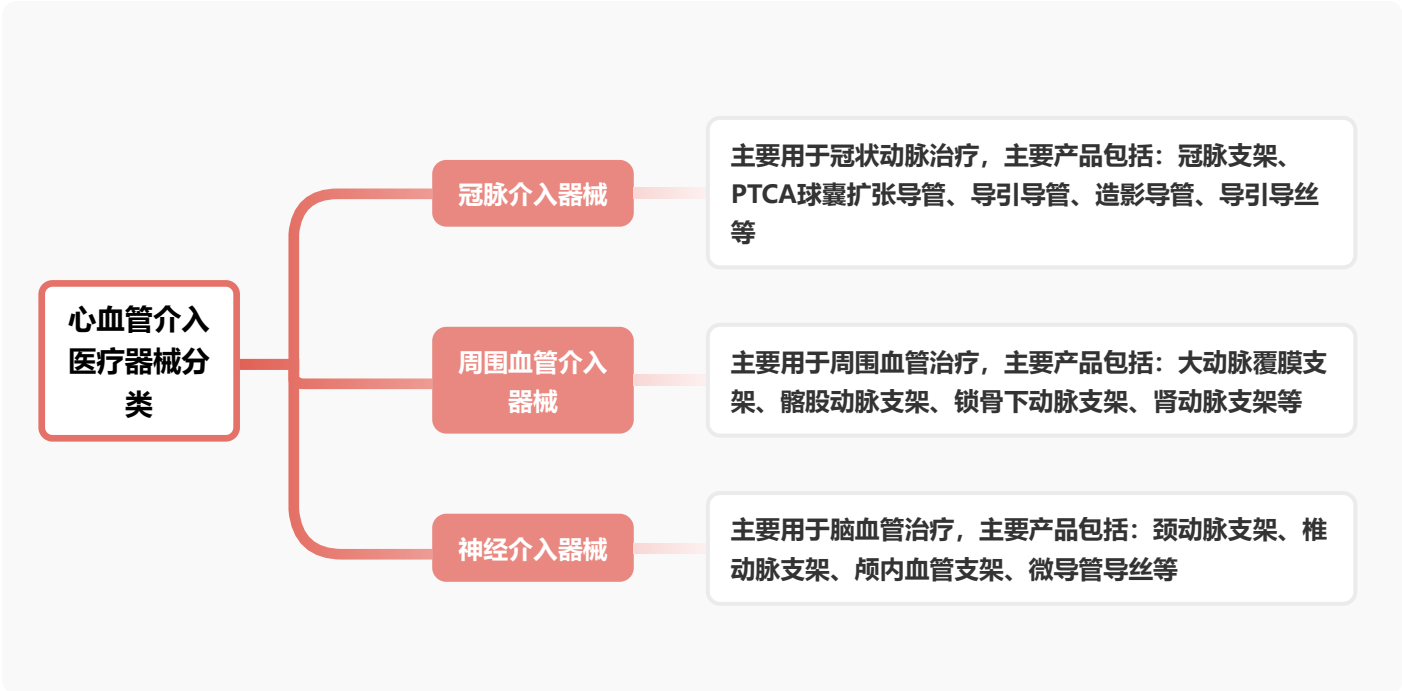 心血管介入
医疗器械分
类
冠脉介入器械
主要用于冠状动脉治疗，主要产品包括：冠脉支架、
PTCA球囊扩张导管、导引导管、造影导管、导引导丝
等
周围血管介入
器械
主要用于周围血管治疗，主要产品包括：大动脉覆膜支
架、髂股动脉支架、锁骨下动脉支架、肾动脉支架等
神经介入器械
主要用于脑血管治疗，主要产品包括：颈动脉支架、椎
动脉支架、颅内血管支架、微导管导丝等